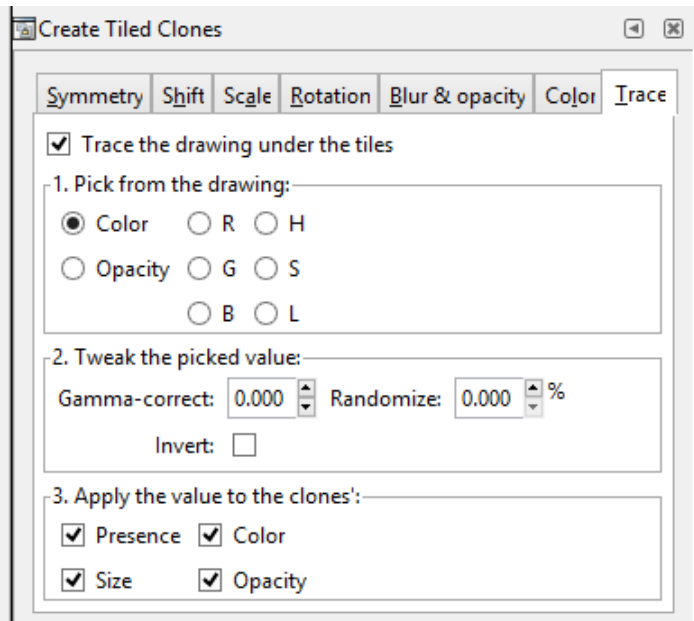 Create Tiled Clones
Symmetry Shift Scale Rotation Blur & opacity Color Trace
Trace the drawing under the tiles
1. Pick from the drawing:
Color R H
Opacity G S
B L
2. Tweak the picked value:
Gamma-correct: 0.000 Randomize: 0.000 %
Invert:
3. Apply the value to the clones':
Presence Color
Size Opacity